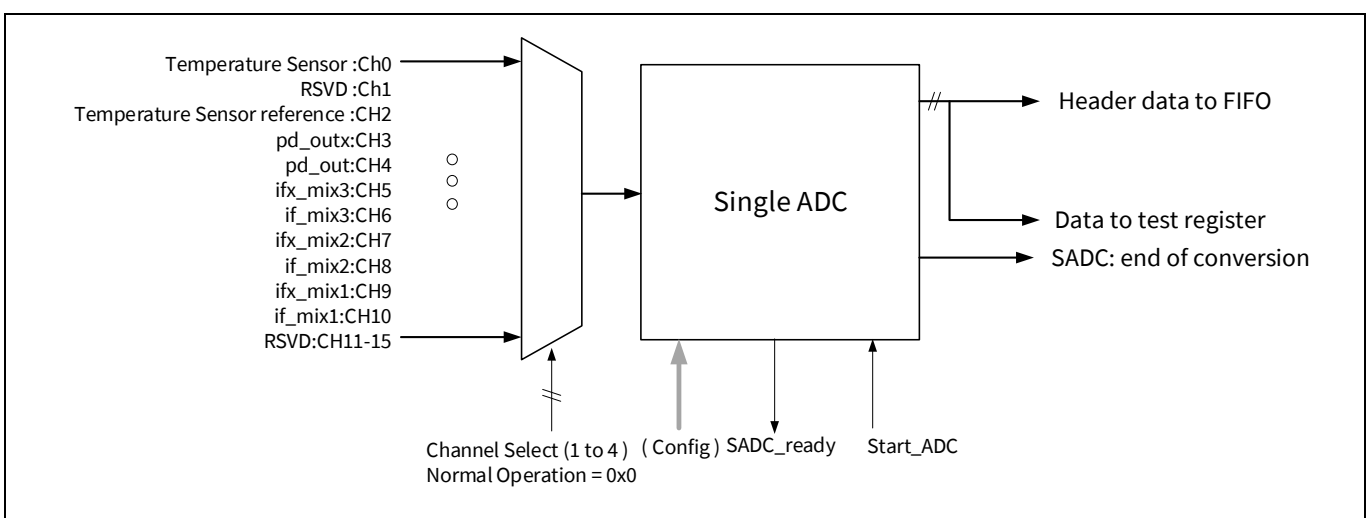 Temperature Sensor :Ch0
RSVD :Ch1
Temperature Sensor reference :CH2
pd_outx:CH3
pd_out:CH4
ifx_mix3:CH5
if_mix3:CH6
ifx_mix2:CH7
if_mix2:CH8
ifx_mix1:CH9
if_mix1:CH10
RSVD:CH11-15
Single ADC
Header data to FIFO
Data to test register
SADC: end of conversion
Channel Select (1 to 4 )
Normal Operation = 0x0
( Config )
SADC_ready
Start_ADC